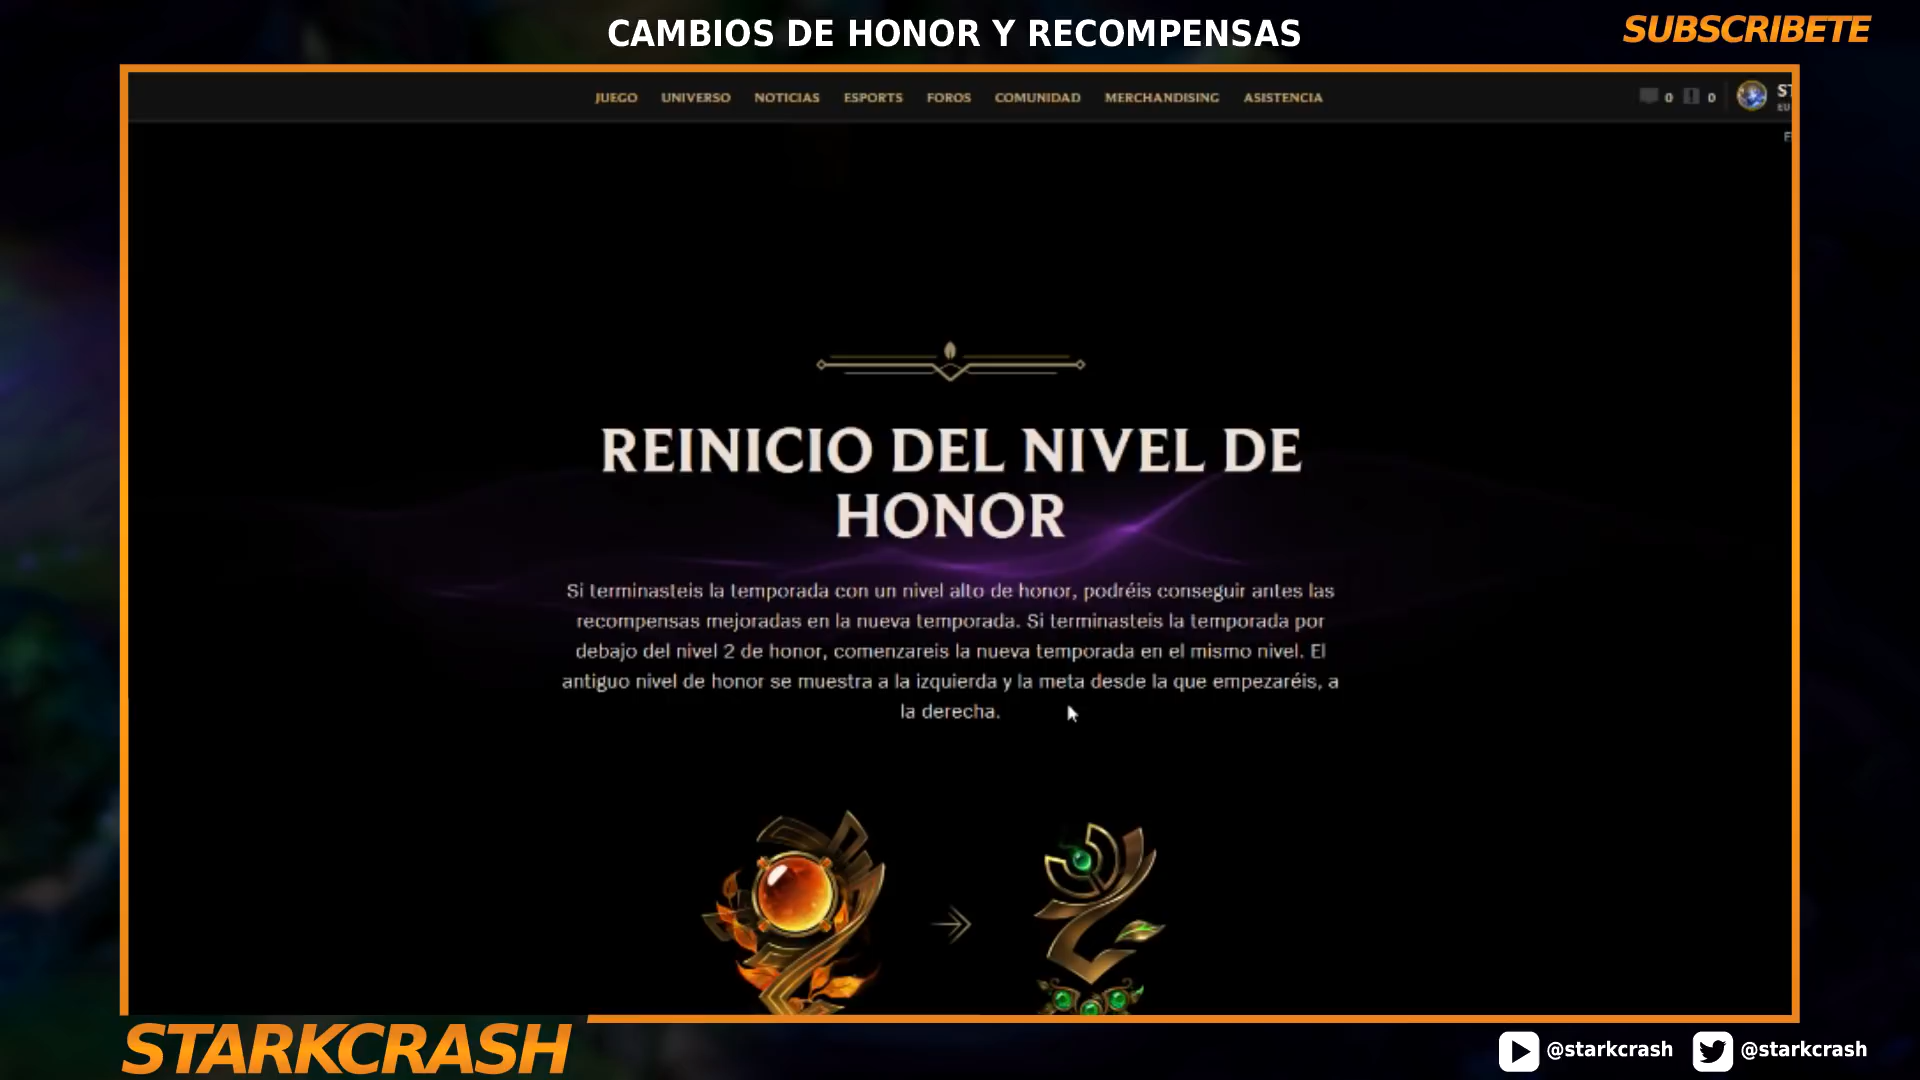 CAMBIOS DE HONOR Y RECOMPENSAS
SUBSCRIBETE
JUEGO UNIVERSO NOTICIAS ESPORTS FOROS COMUNIDAD MERCHANDISING ASISTENCIA
0 0 ST
EU
REINICIO DEL NIVEL DE
HONOR
Si terminasteis la temporada con un nivel alto de honor, podréis conseguir antes las
recompensas mejoradas en la nueva temporada. Si terminasteis la temporada por
debajo del nivel 2 de honor, comenzareis la nueva temporada en el mismo nivel. El
antiguo nivel de honor se muestra a la izquierda y la meta desde la que empezaréis, a
la derecha.
STARKCRASH
@starkcrash @starkcrash